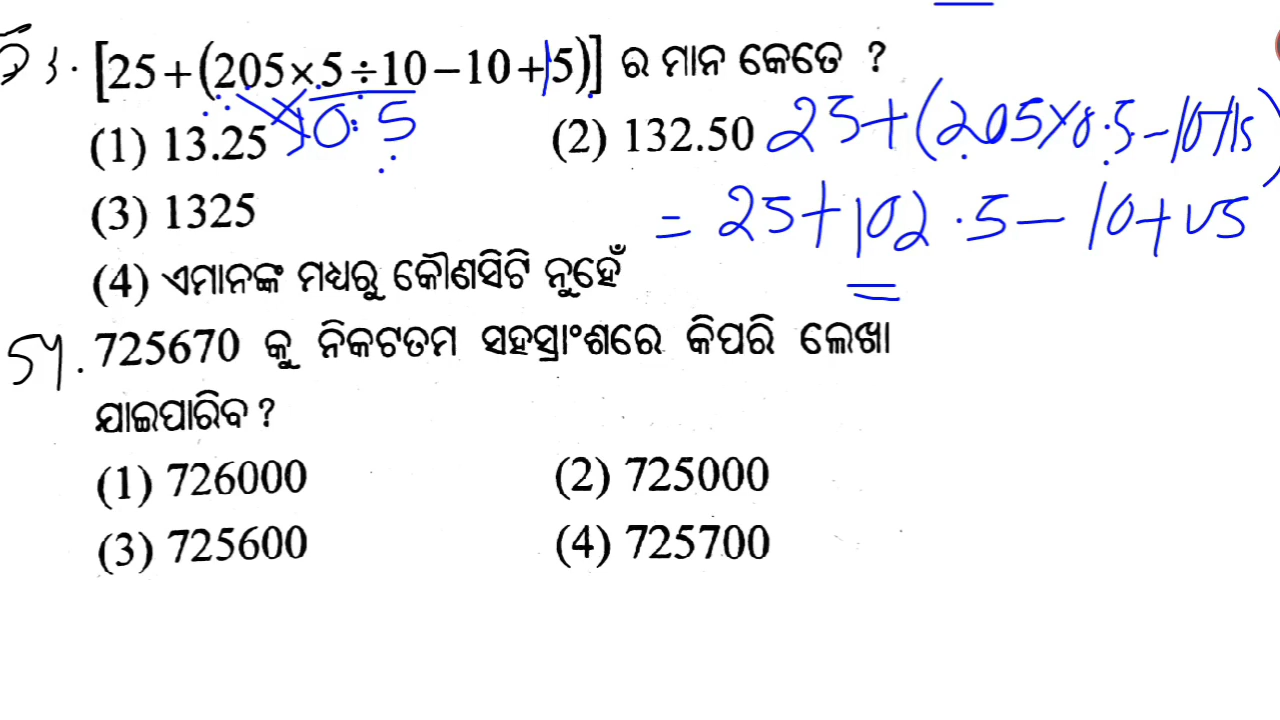 [25+(205×5÷10−10+15)] ର ମାନ କେତେ ?
10.5
(1) 13.25 (2) 132.50
25+(205×0.5−10+15)
(3) 1325
= 25+102.5−10+15
(4) ଏମାନଙ୍କ ମଧ୍ୟରୁ କୌଣସିଟି ନୁହେଁ
725670 କୁ ନିକଟତମ ସହସ୍ରାଂଶରେ କିପରି ଲେଖା
ଯାଇପାରିବ ?
(1) 726000 (2) 725000
(3) 725600 (4) 725700